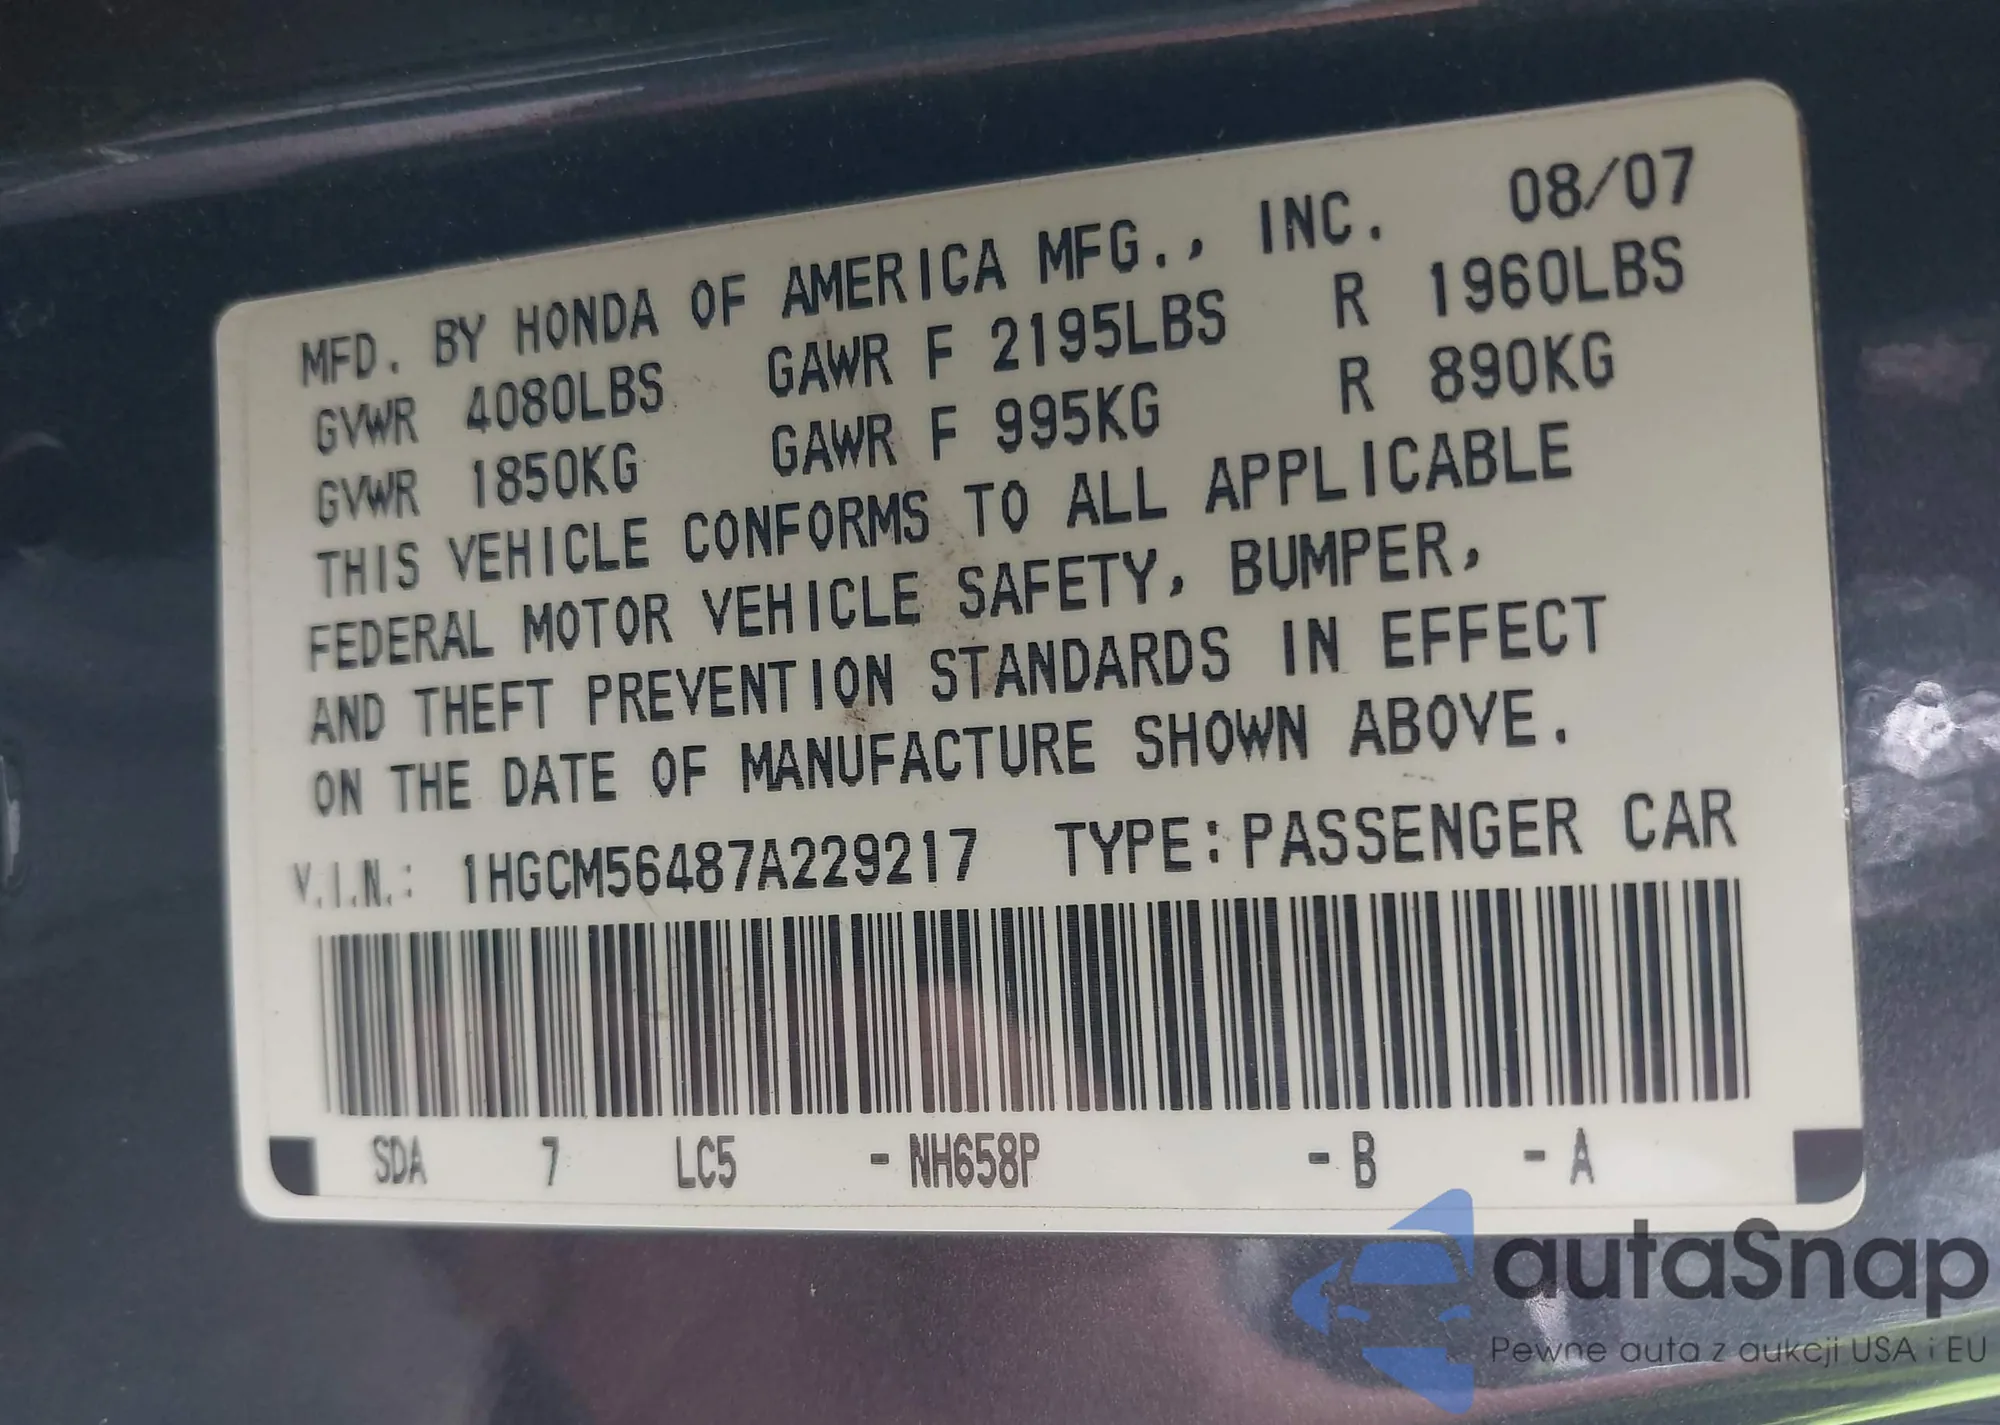 MFD. BY HONDA OF AMERICA MFG., INC. 08/07
GVWR 4080LBS GAWR F 2195LBS R 1960LBS
GVWR 1850KG GAWR F 995KG R 890KG
THIS VEHICLE CONFORMS TO ALL APPLICABLE
FEDERAL MOTOR VEHICLE SAFETY, BUMPER,
AND THEFT PREVENTION STANDARDS IN EFFECT
ON THE DATE OF MANUFACTURE SHOWN ABOVE.
V.I.N.: 1HGCM56487A229217 TYPE: PASSENGER CAR
SDA 7 LC5 - NH658P - B - A
autaSnap
Pewne auta z aukcji USA i EU